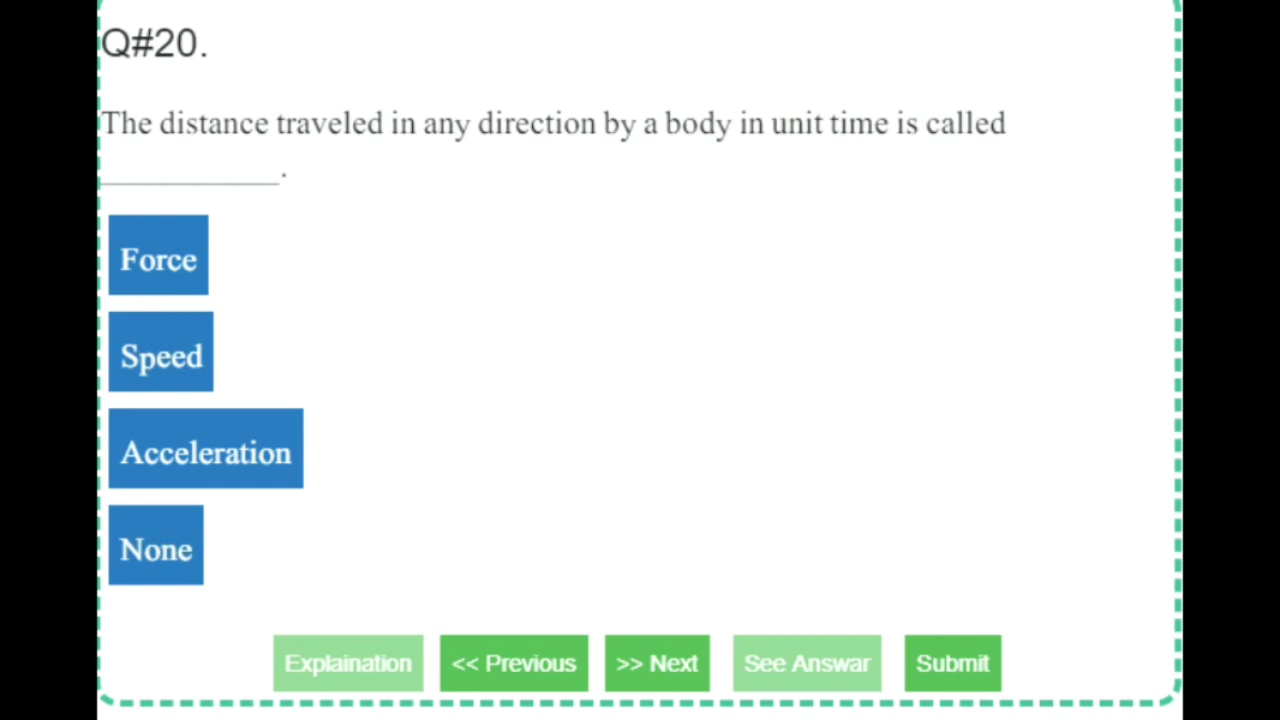 Q#20.
The distance traveled in any direction by a body in unit time is called
___________.
Force
Speed
Acceleration
None
Explaination
<< Previous
>> Next
See Answar
Submit